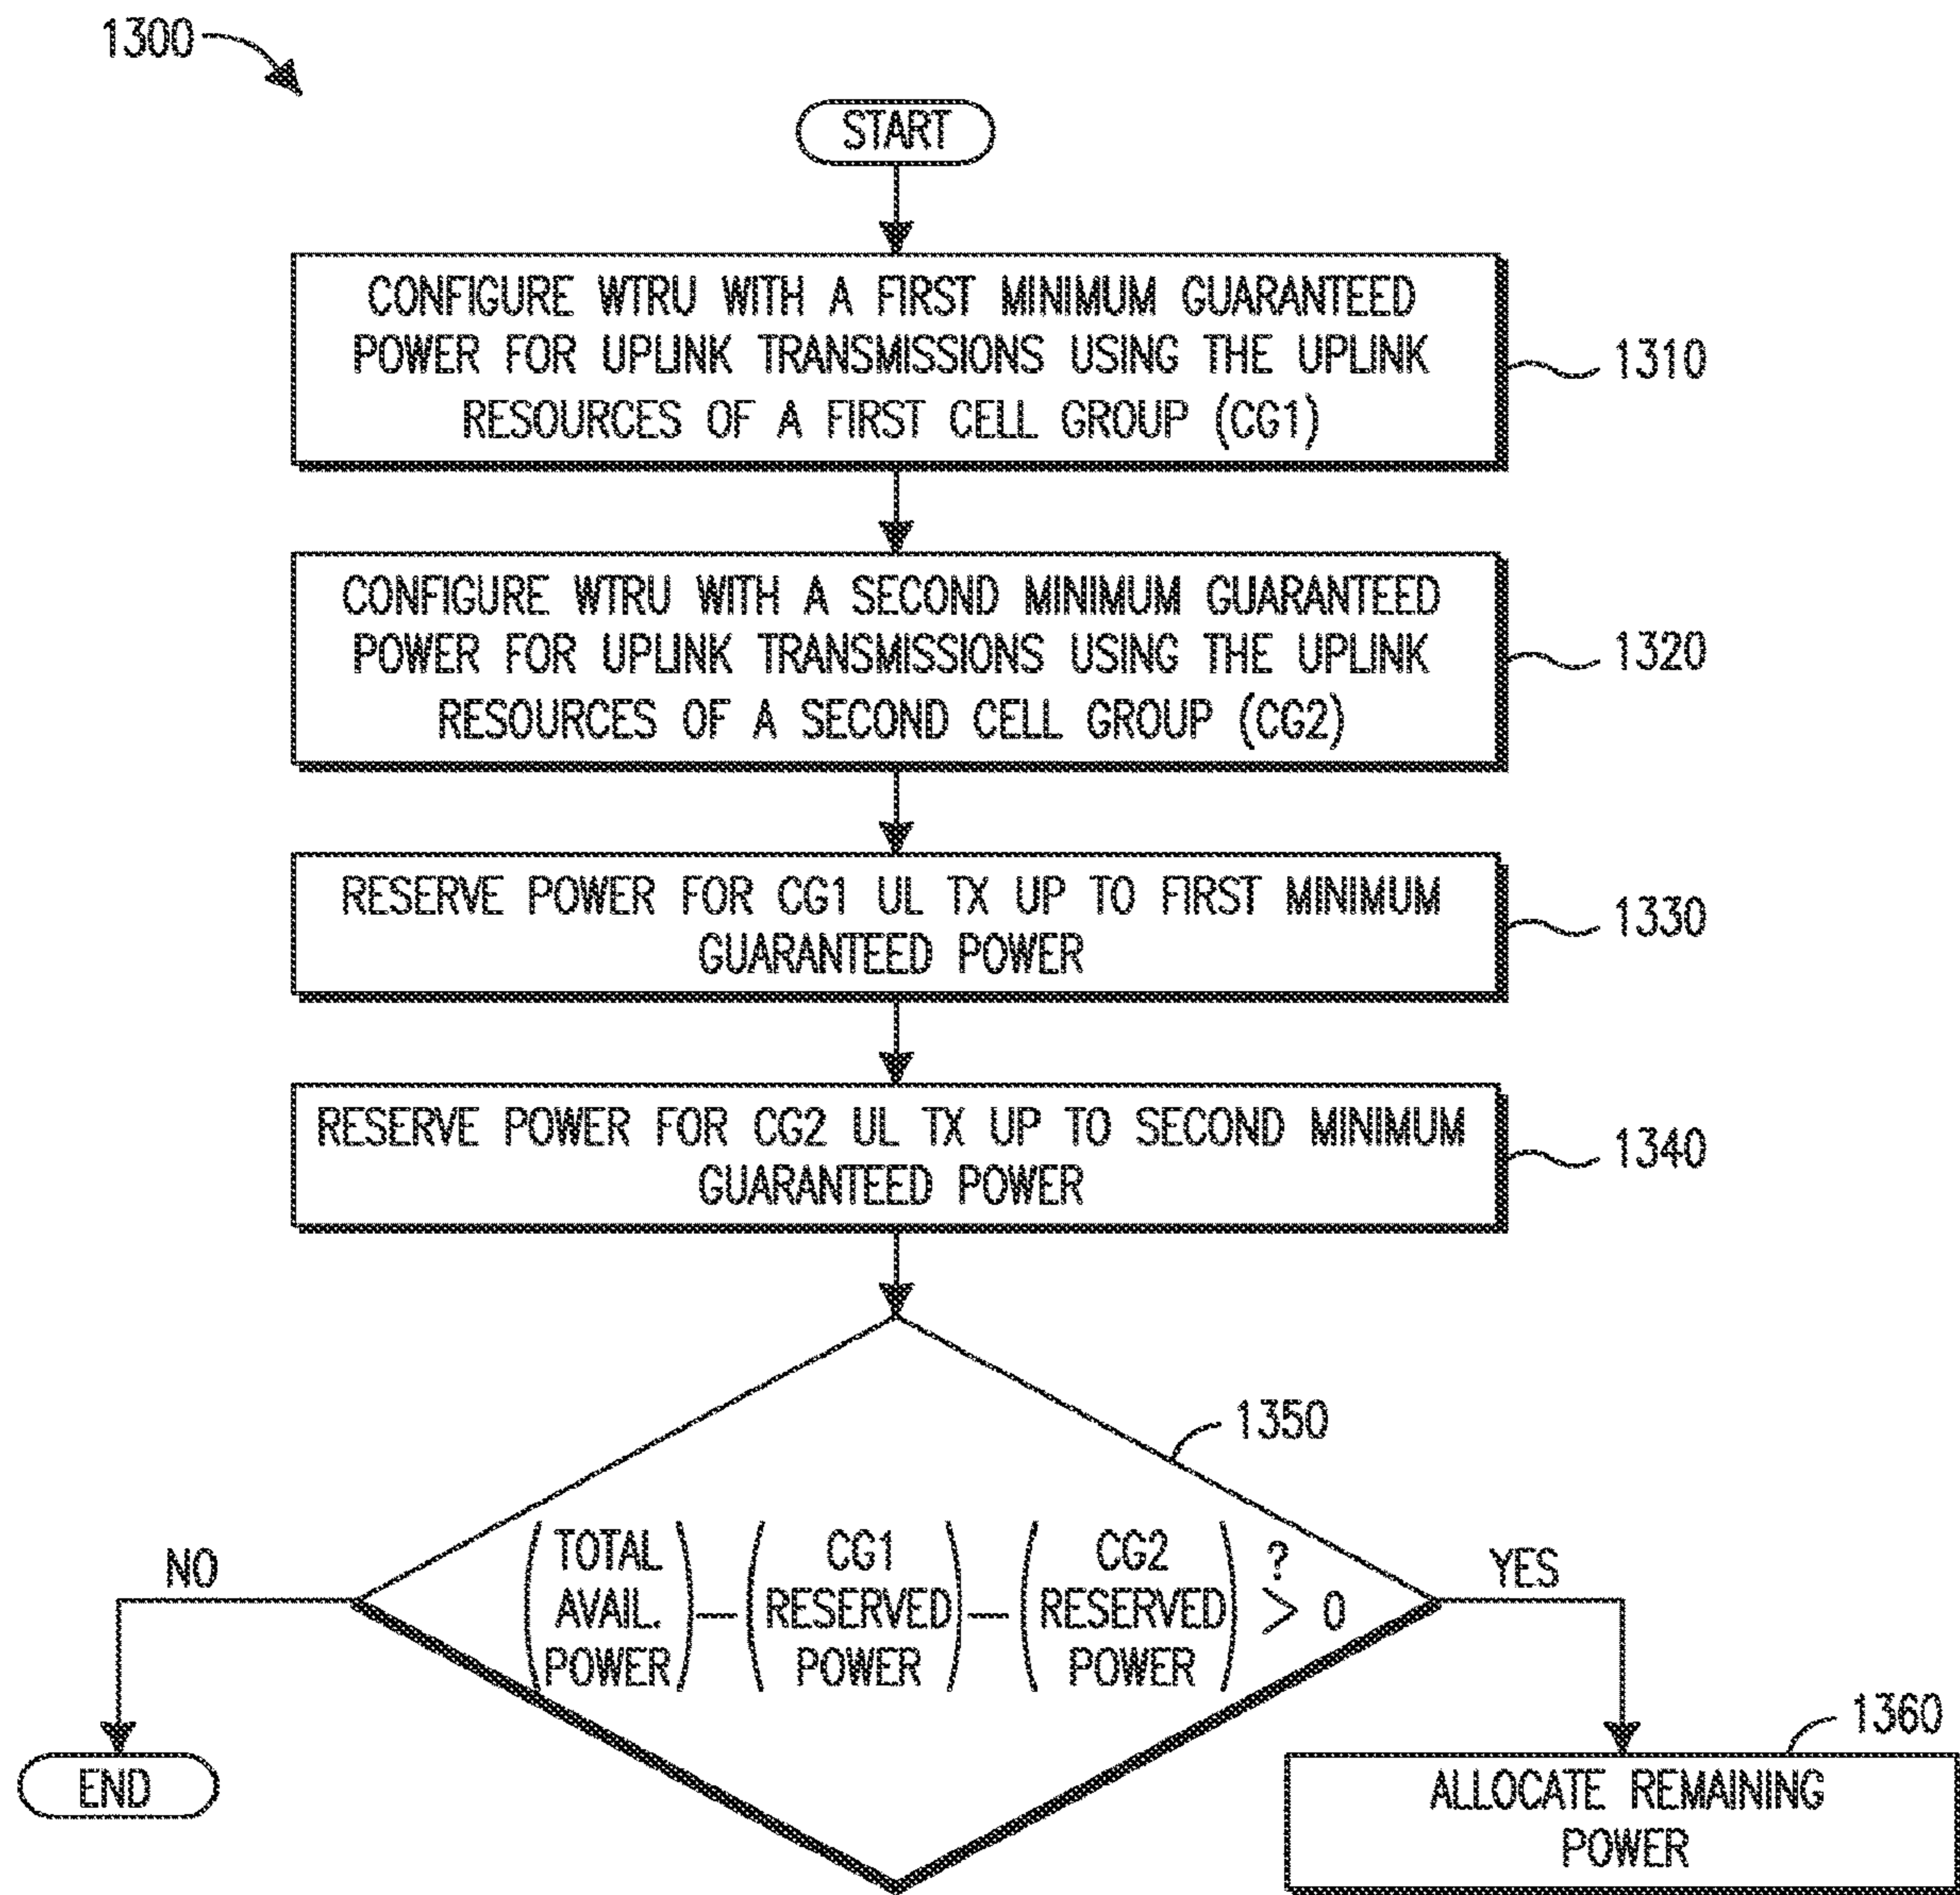 1300
START
CONFIGURE WTRU WITH A FIRST MINIMUM GUARANTEED
POWER FOR UPLINK TRANSMISSIONS USING THE UPLINK
RESOURCES OF A FIRST CELL GROUP (CG1)
1310
CONFIGURE WTRU WITH A SECOND MINIMUM GUARANTEED
POWER FOR UPLINK TRANSMISSIONS USING THE UPLINK
RESOURCES OF A SECOND CELL GROUP (CG2)
1320
RESERVE POWER FOR CG1 UL TX UP TO FIRST MINIMUM
GUARANTEED POWER
1330
RESERVE POWER FOR CG2 UL TX UP TO SECOND MINIMUM
GUARANTEED POWER
1340
1350
(TOTAL
AVAIL.
POWER)
–
(CG1
RESERVED
POWER)
–
(CG2
RESERVED
POWER)
?
> 0
NO
YES
END
1360
ALLOCATE REMAINING
POWER